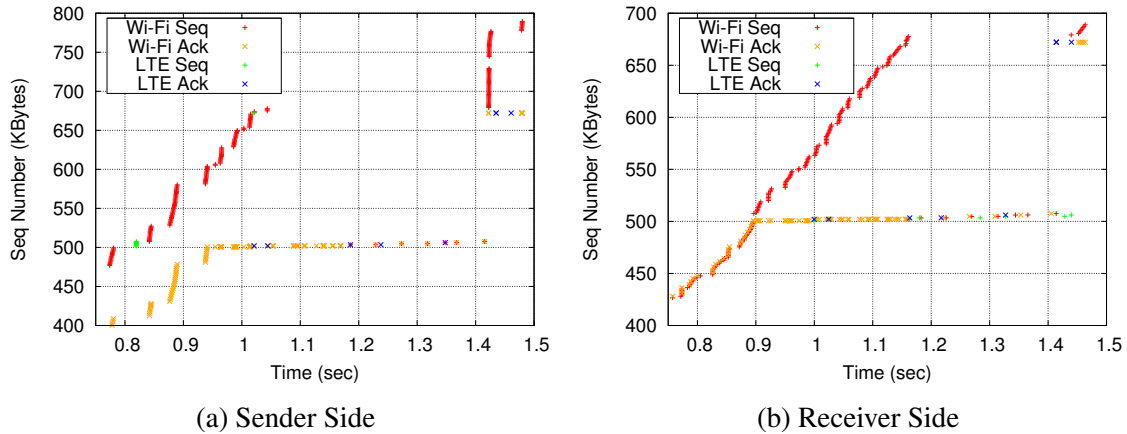 800
750
700
650
600
550
500
450
400
Seq Number (KBytes)
0.8 0.9 1 1.1 1.2 1.3 1.4 1.5
Time (sec)
Wi-Fi Seq
Wi-Fi Ack
LTE Seq
LTE Ack
(a) Sender Side
700
650
600
550
500
450
400
Seq Number (KBytes)
0.8 0.9 1 1.1 1.2 1.3 1.4 1.5
Time (sec)
Wi-Fi Seq
Wi-Fi Ack
LTE Seq
LTE Ack
(b) Receiver Side